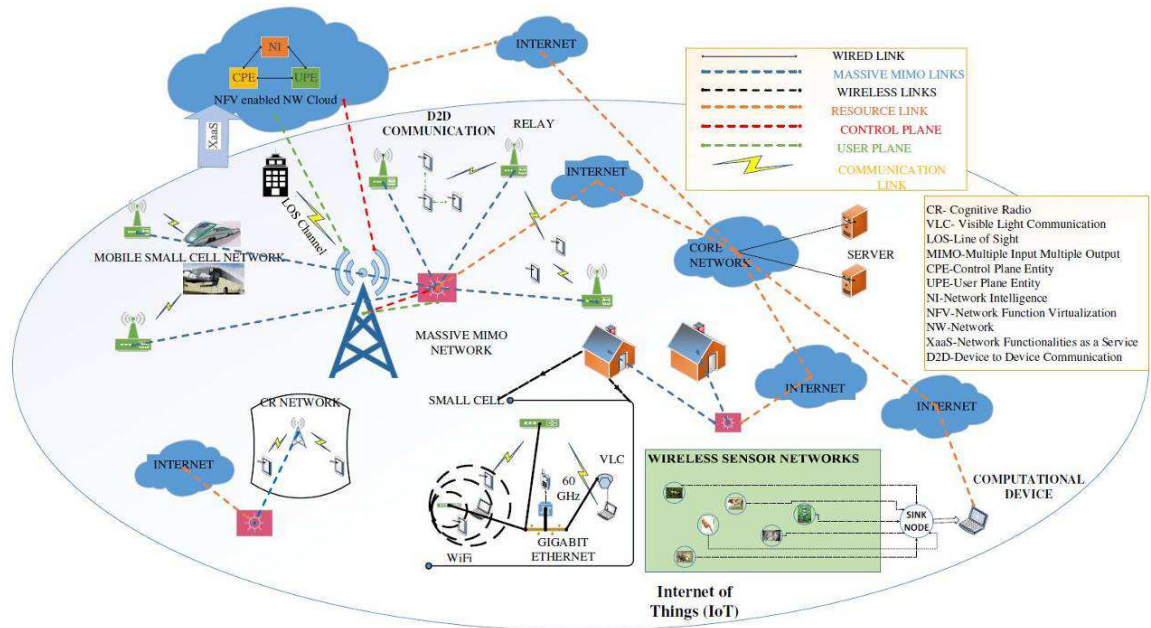 INTERNET
NI
CPE
UPE
NFV enabled NW Cloud
XaaS
D2D
COMMUNICATION
RELAY
LOS Channel
INTERNET
MOBILE SMALL CELL NETWORK
MASSIVE MIMO
NETWORK
CORE
NETWORK
SERVER
WIRED LINK
MASSIVE MIMO LINKS
WIRELESS LINKS
RESOURCE LINK
CONTROL PLANE
USER PLANE
COMMUNICATION
LINK
CR- Cognitive Radio
VLC- Visible Light Communication
LOS-Line of Sight
MIMO-Multiple Input Multiple Output
CPE-Control Plane Entity
UPE-User Plane Entity
NI-Network Intelligence
NFV-Network Function Virtualization
NW-Network
XaaS-Network Functionalities as a Service
D2D-Device to Device Communication
CR NETWORK
INTERNET
SMALL CELL
INTERNET
INTERNET
60
GHz
VLC
WiFi
GIGABIT
ETHERNET
WIRELESS SENSOR NETWORKS
SINK
NODE
COMPUTATIONAL
DEVICE
Internet of
Things (IoT)